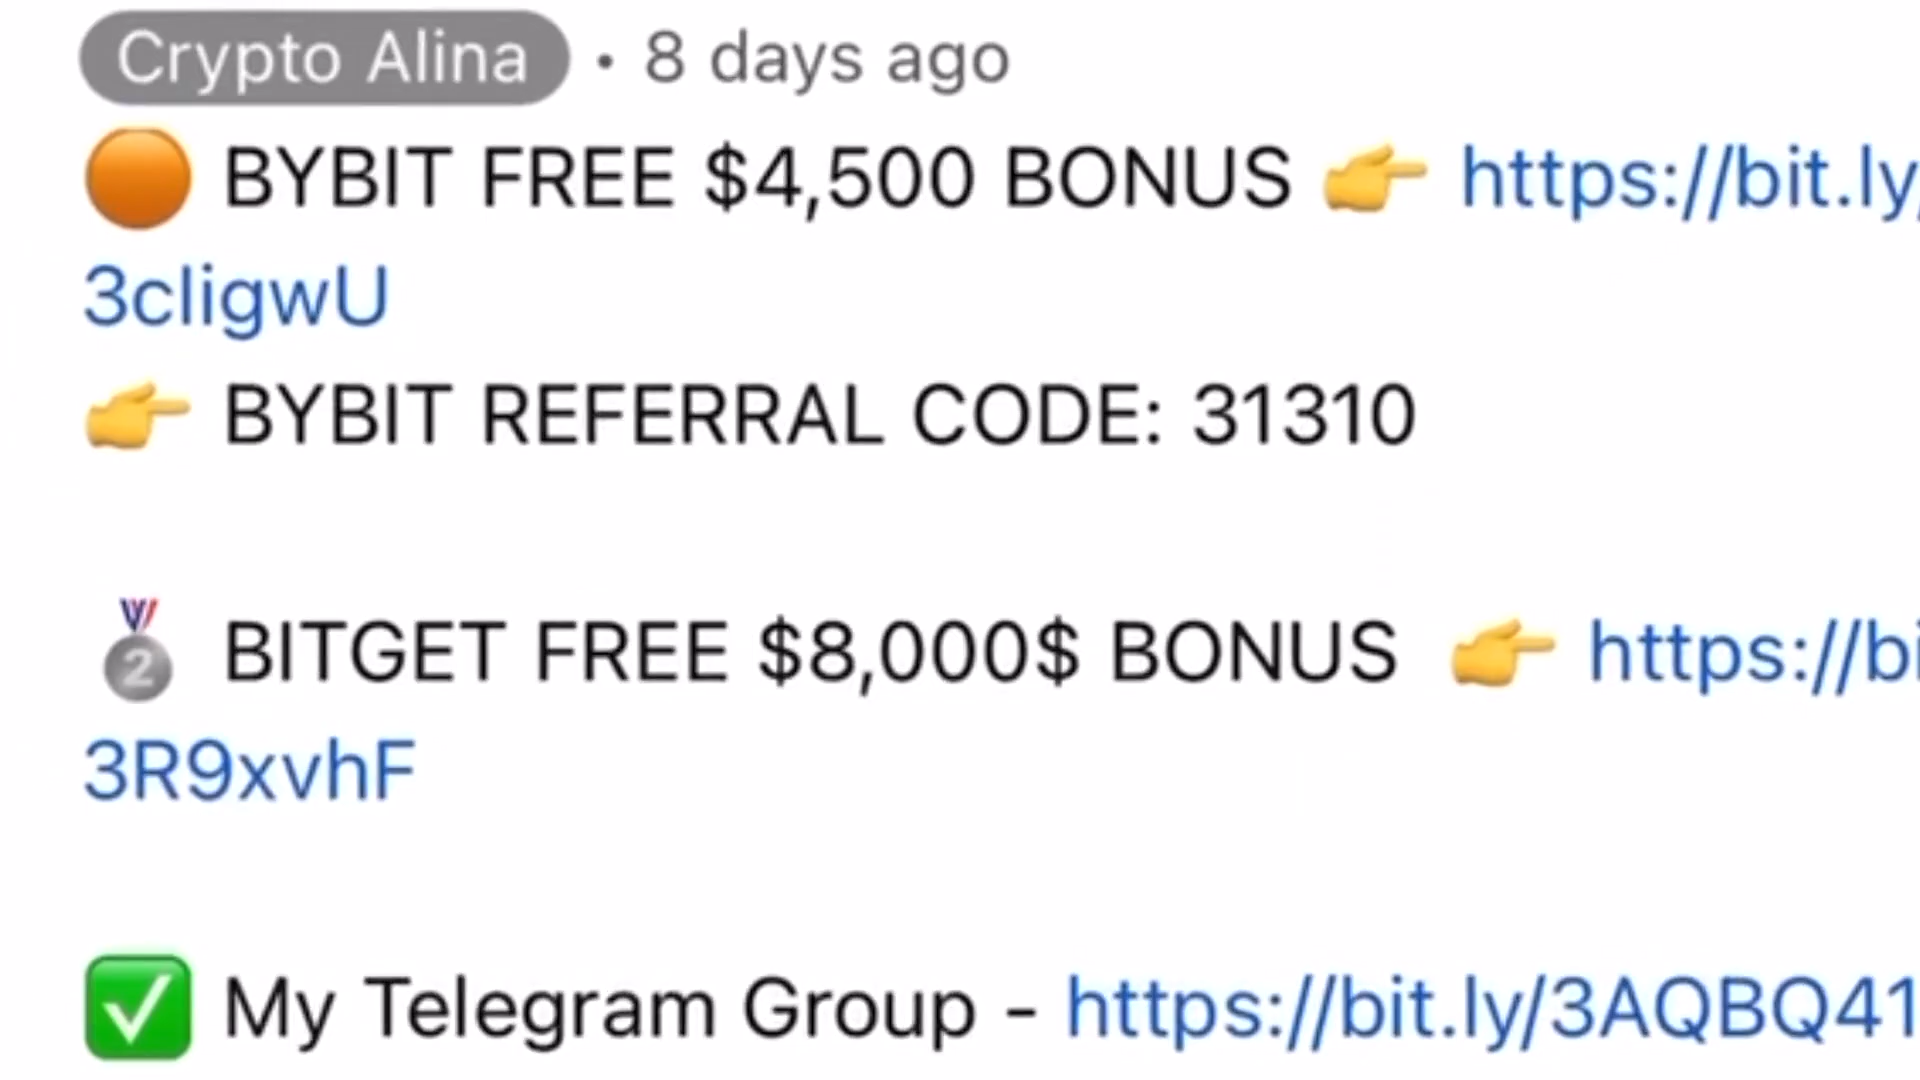 Crypto Alina • 8 days ago
BYBIT FREE $4,500 BONUS 👉 https://bit.ly/
3cIigwU
👉 BYBIT REFERRAL CODE: 31310
🥈 BITGET FREE $8,000$ BONUS 👉 https://bi
3R9xvhF
✅ My Telegram Group - https://bit.ly/3AQBQ41